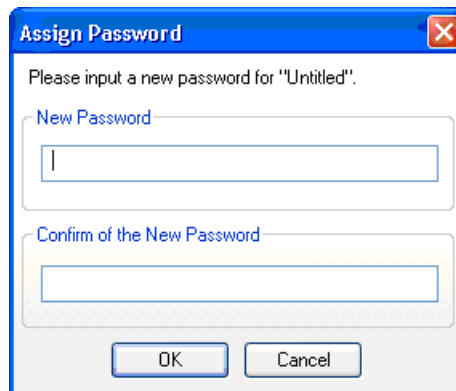 Assign Password
Please input a new password for "Untitled".
New Password
Confirm of the New Password
OK Cancel